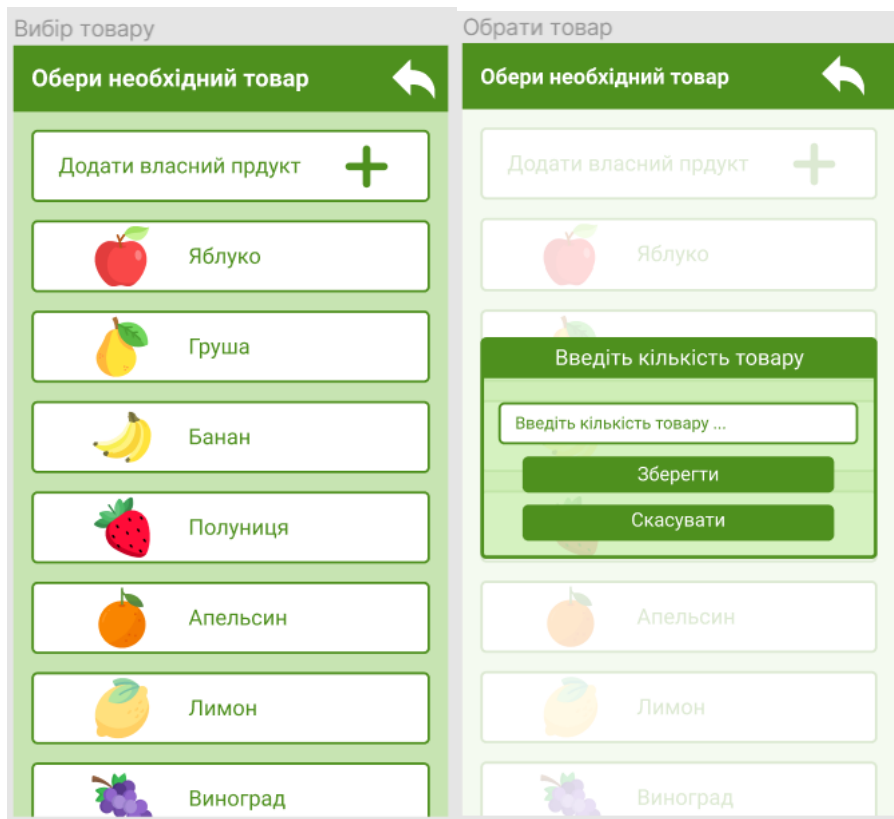 Вибір товару
Обери необхідний товар
Додати власний прдукт
Яблуко
Груша
Банан
Полуниця
Апельсин
Лимон
Виноград
Обрати товар
Обери необхідний товар
Додати власний прдукт
Яблуко
Введіть кількість товару
Введіть кількість товару ...
Зберегти
Скасувати
Апельсин
Лимон
Виноград